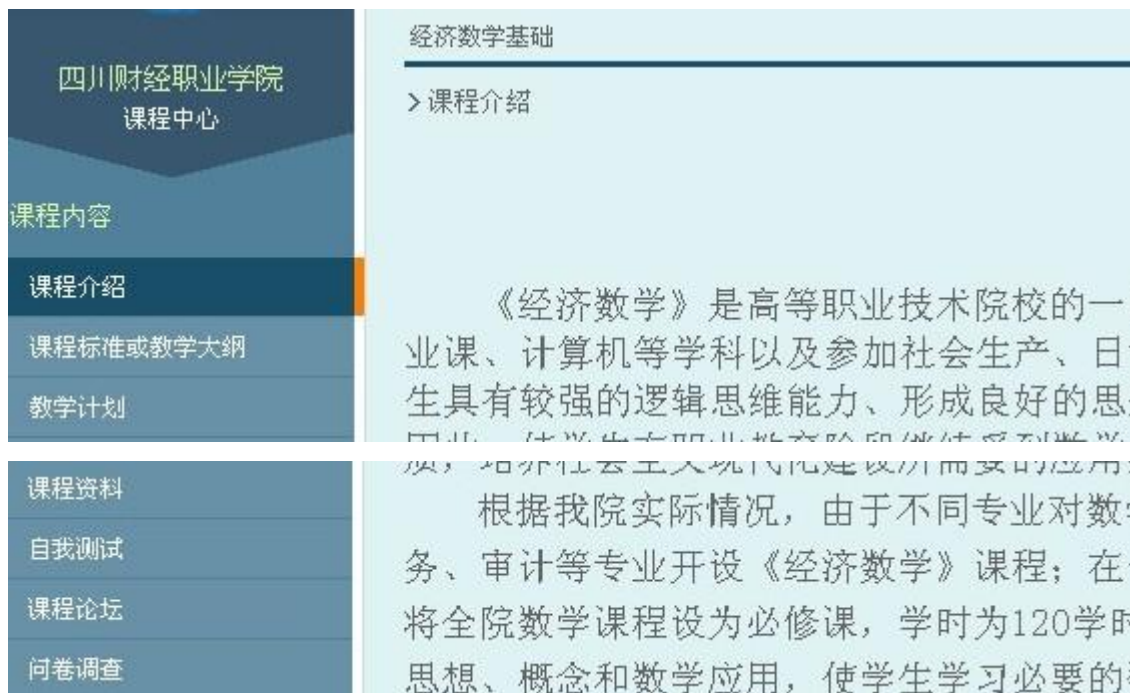 四川财经职业学院
课程中心
课程内容
课程介绍
课程标准或教学大纲
教学计划
课程资料
自我测试
课程论坛
问卷调查
经济数学基础
>课程介绍
《经济数学》是高等职业技术院校的一
业课、计算机等学科以及参加社会生产、日
生具有较强的逻辑思维能力、形成良好的思
根据我院实际情况，由于不同专业对数
务、审计等专业开设《经济数学》课程；在
将全院数学课程设为必修课，学时为120学时
思想、概念和数学应用，使学生学习必要的